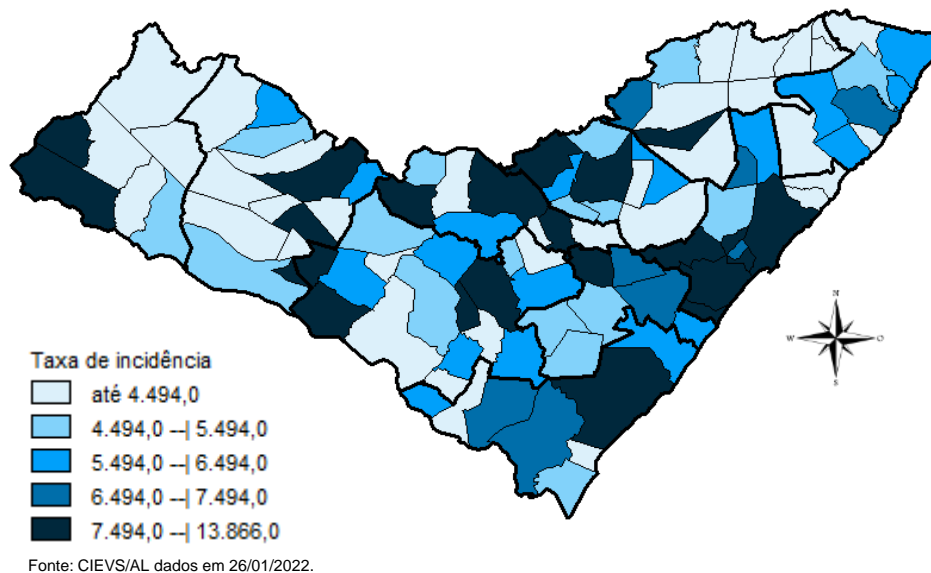 N
W
O
S
Taxa de incidência
até 4.494,0
4.494,0 --| 5.494,0
5.494,0 --| 6.494,0
6.494,0 --| 7.494,0
7.494,0 --| 13.866,0
Fonte: CIEVS/AL dados em 26/01/2022.